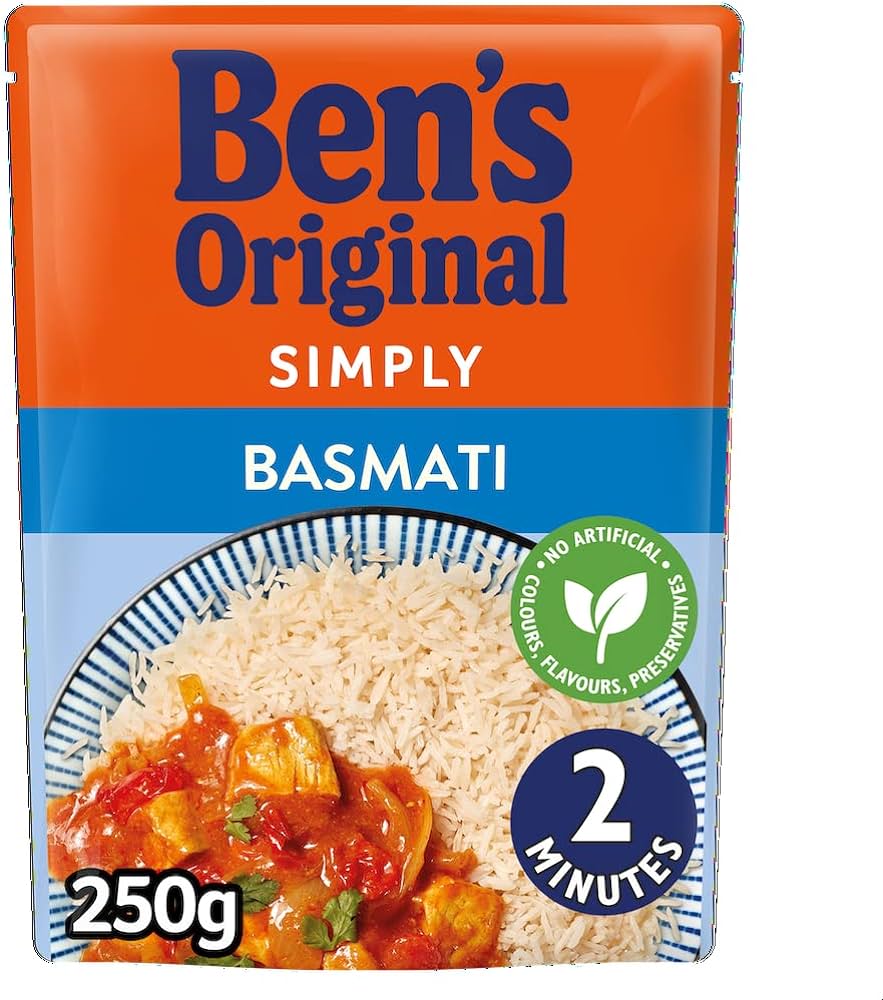 Ben's
Original
SIMPLY
BASMATI
• NO ARTIFICIAL •
COLOURS, FLAVOURS, PRESERVATIVES
2
MINUTES
250g